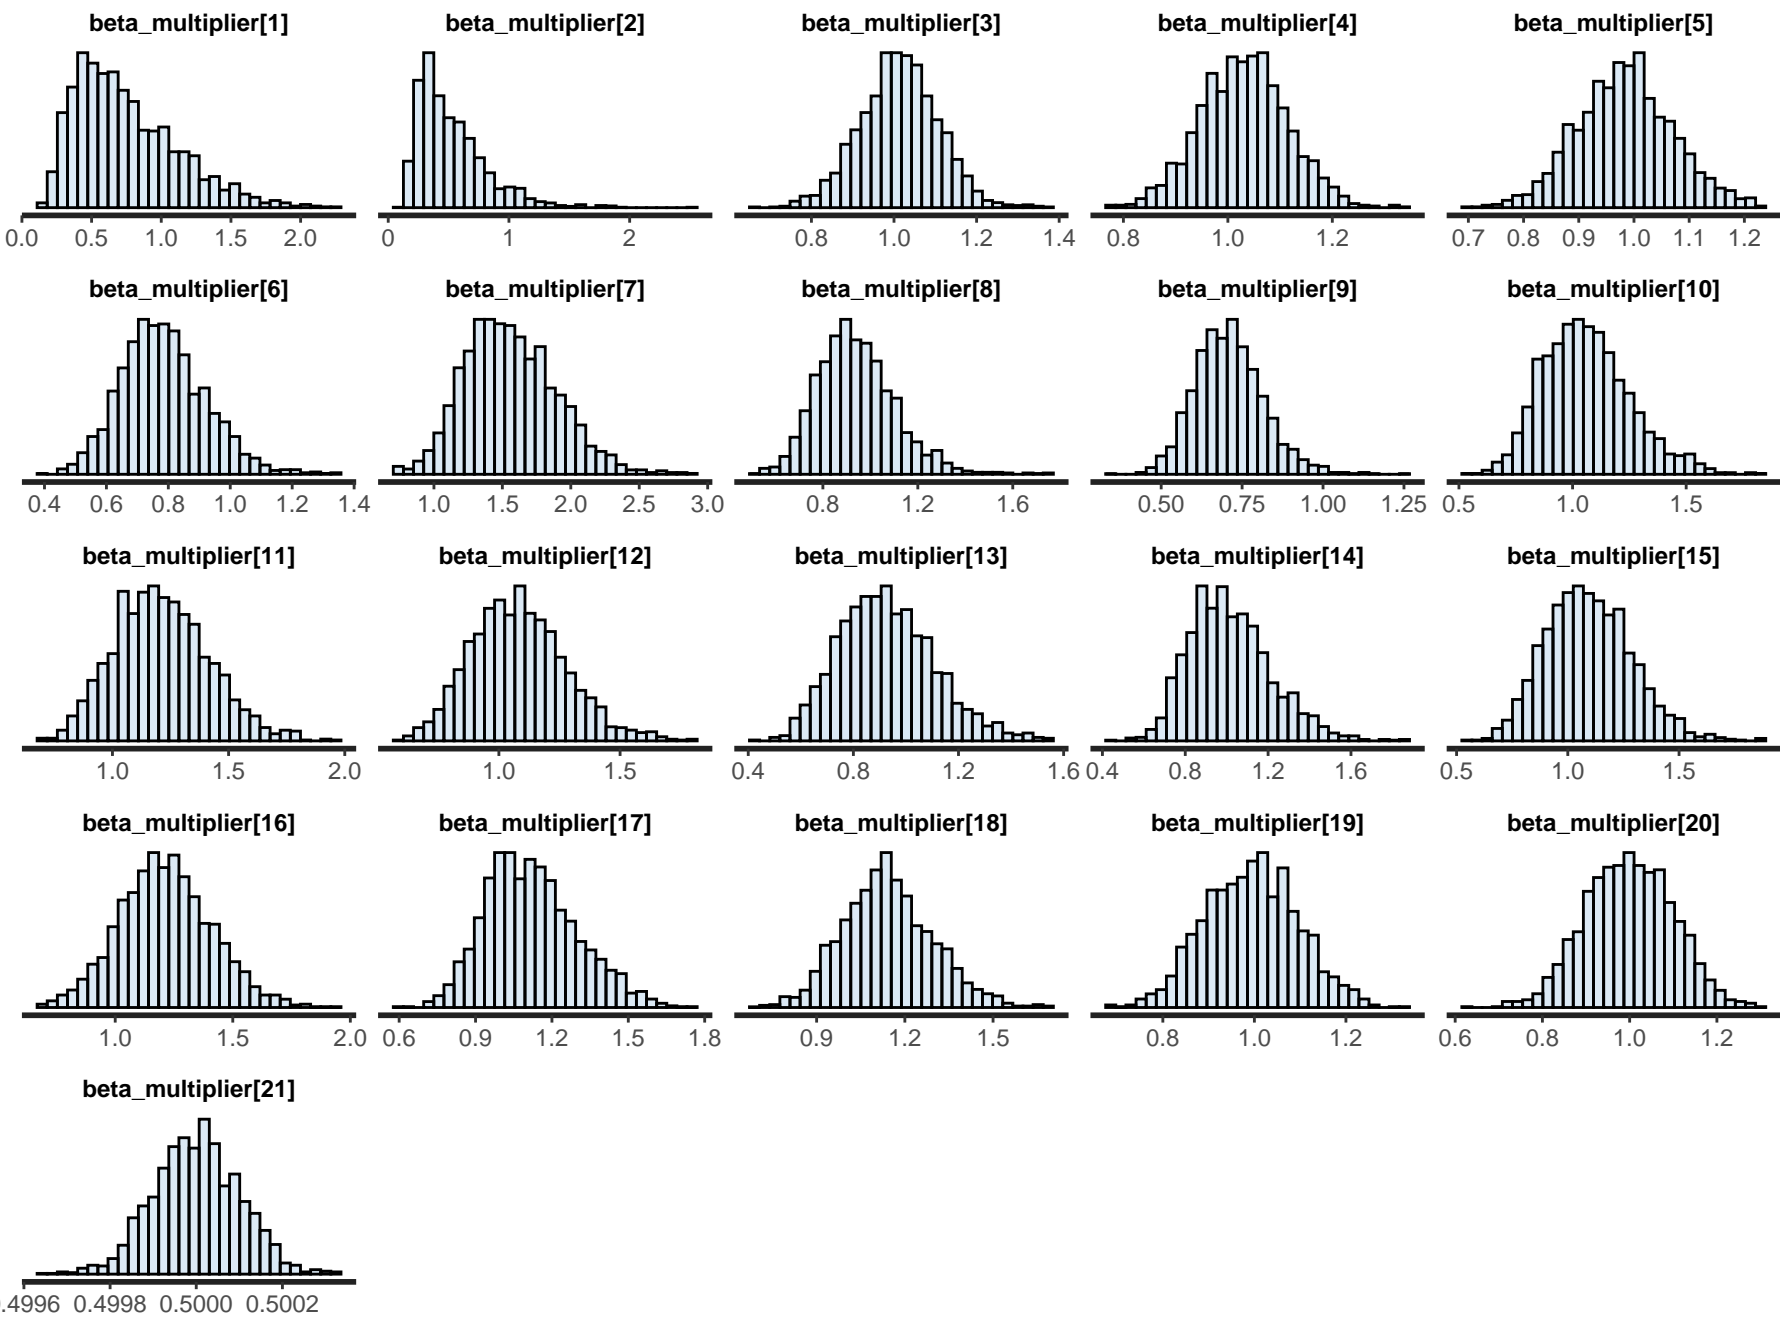 beta_multiplier[1] beta_multiplier[2] beta_multiplier[3] beta_multiplier[4] beta_multiplier[5]
0.0 0.5 1.0 1.5 2.0 0 1 2 0.8 1.0 1.2 1.4 0.8 1.0 1.2 0.7 0.8 0.9 1.0 1.1 1.2
beta_multiplier[6] beta_multiplier[7] beta_multiplier[8] beta_multiplier[9] beta_multiplier[10]
0.4 0.6 0.8 1.0 1.2 1.4 1.0 1.5 2.0 2.5 3.0 0.8 1.2 1.6 0.50 0.75 1.00 1.25 0.5 1.0 1.5
beta_multiplier[11] beta_multiplier[12] beta_multiplier[13] beta_multiplier[14] beta_multiplier[15]
1.0 1.5 2.0 1.0 1.5 0.4 0.8 1.2 1.6 0.4 0.8 1.2 1.6 0.5 1.0 1.5
beta_multiplier[16] beta_multiplier[17] beta_multiplier[18] beta_multiplier[19] beta_multiplier[20]
1.0 1.5 2.0 0.6 0.9 1.2 1.5 1.8 0.9 1.2 1.5 0.8 1.0 1.2 0.6 0.8 1.0 1.2
beta_multiplier[21]
.4996 0.4998 0.5000 0.5002